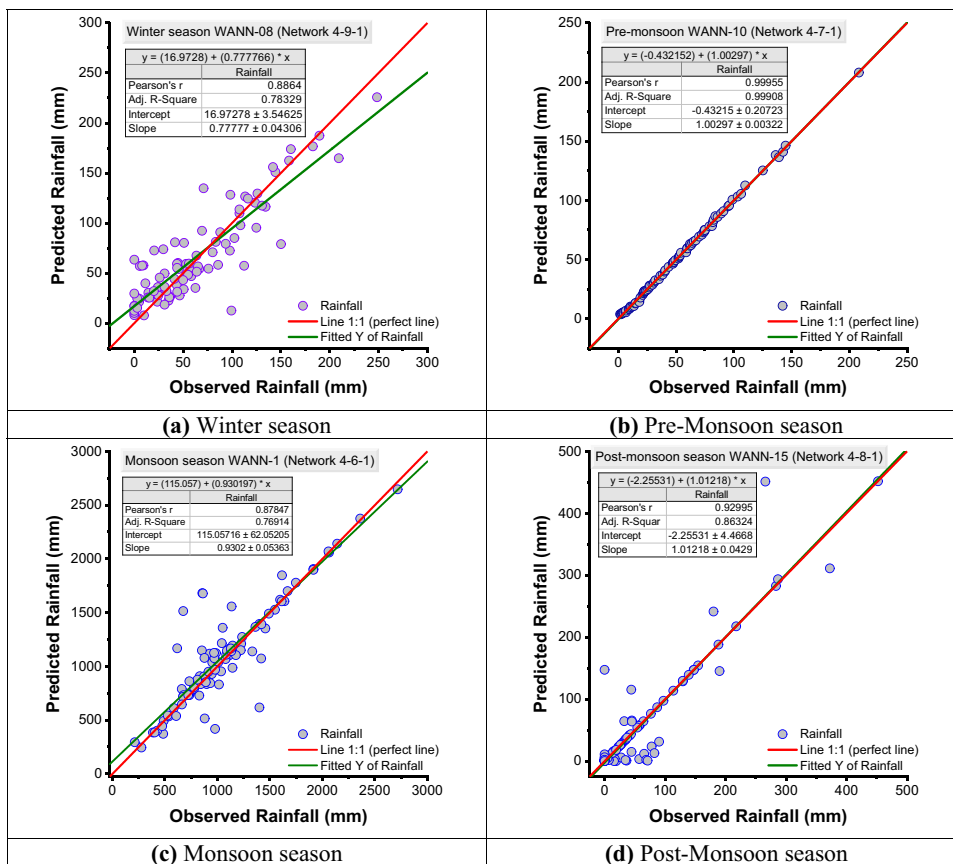 Winter season WANN-08 (Network 4-9-1)
y = (16.9728) + (0.777766) * x
Rainfall
Pearson's r 0.8864
Adj. R-Square 0.78329
Intercept 16.97278 ± 3.54625
Slope 0.77777 ± 0.04306
Predicted Rainfall (mm)
300
250
200
150
100
50
0
0 50 100 150 200 250 300
Observed Rainfall (mm)
Rainfall
Line 1:1 (perfect line)
Fitted Y of Rainfall
(a) Winter season
Pre-monsoon WANN-10 (Network 4-7-1)
y = (-0.432152) + (1.00297) * x
Rainfall
Pearson's r 0.99955
Adj. R-Square 0.99908
Intercept -0.43215 ± 0.20723
Slope 1.00297 ± 0.00322
Predicted Rainfall (mm)
250
200
150
100
50
0
0 50 100 150 200 250
Observed Rainfall (mm)
Rainfall
Line 1:1 (perfect line)
Fitted Y of Rainfall
(b) Pre-Monsoon season
Monsoon season WANN-1 (Network 4-6-1)
y = (115.057) + (0.930197) * x
Rainfall
Pearson's r 0.87847
Adj. R-Square 0.76914
Intercept 115.05716 ± 62.05205
Slope 0.9302 ± 0.05363
Predicted Rainfall (mm)
3000
2500
2000
1500
1000
500
0
0 500 1000 1500 2000 2500 3000
Observed Rainfall (mm)
Rainfall
Line 1:1 (perfect line)
Fitted Y of Rainfall
(c) Monsoon season
Post-monsoon season WANN-15 (Network 4-8-1)
y = (-2.25531) + (1.01218) * x
Rainfall
Pearson's r 0.92995
Adj. R-Squar 0.86324
Intercept -2.25531 ± 4.4668
Slope 1.01218 ± 0.0429
Predicted Rainfall (mm)
500
400
300
200
100
0
0 100 200 300 400 500
Observed Rainfall (mm)
Rainfall
Line 1:1 (perfect line)
Fitted Y of Rainfall
(d) Post-Monsoon season